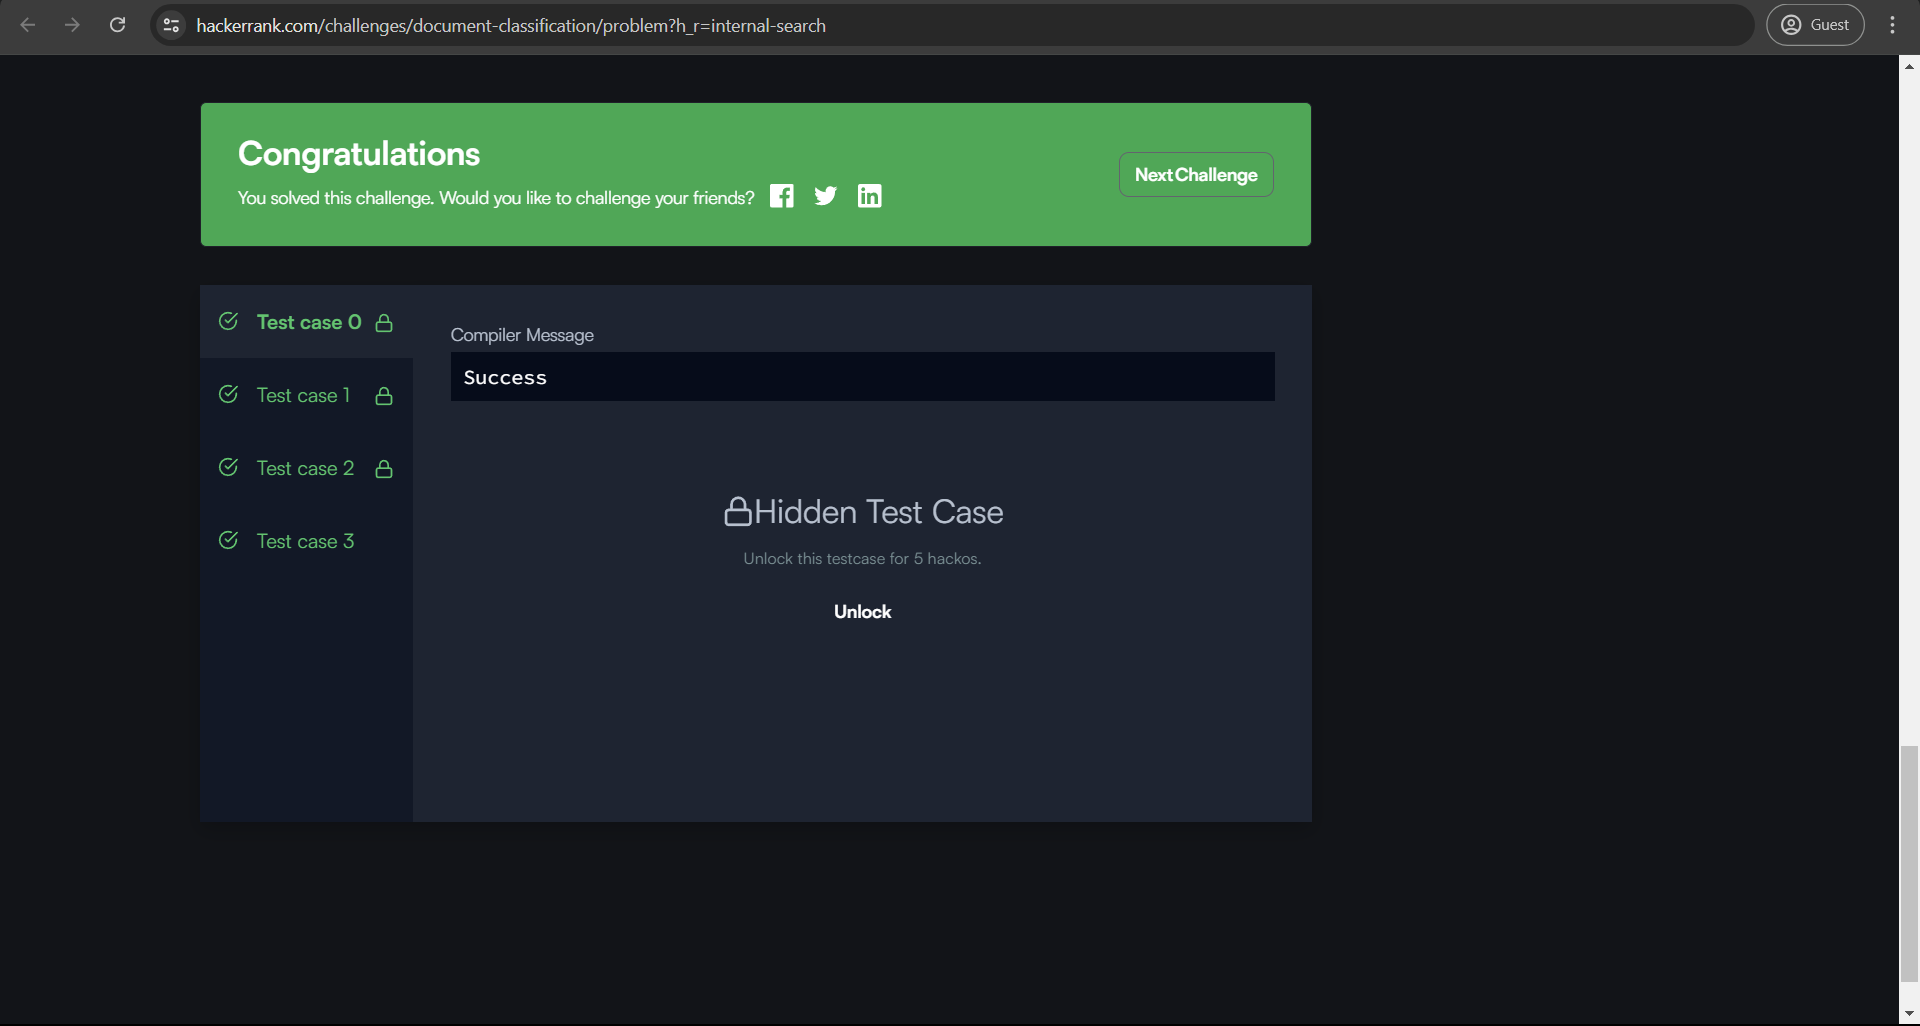 hackerrank.com/challenges/document-classification/problem?h_r=internal-search
Guest
Congratulations
You solved this challenge. Would you like to challenge your friends?
Next Challenge
Test case 0
Test case 1
Test case 2
Test case 3
Compiler Message
Success
Hidden Test Case
Unlock this testcase for 5 hackos.
Unlock